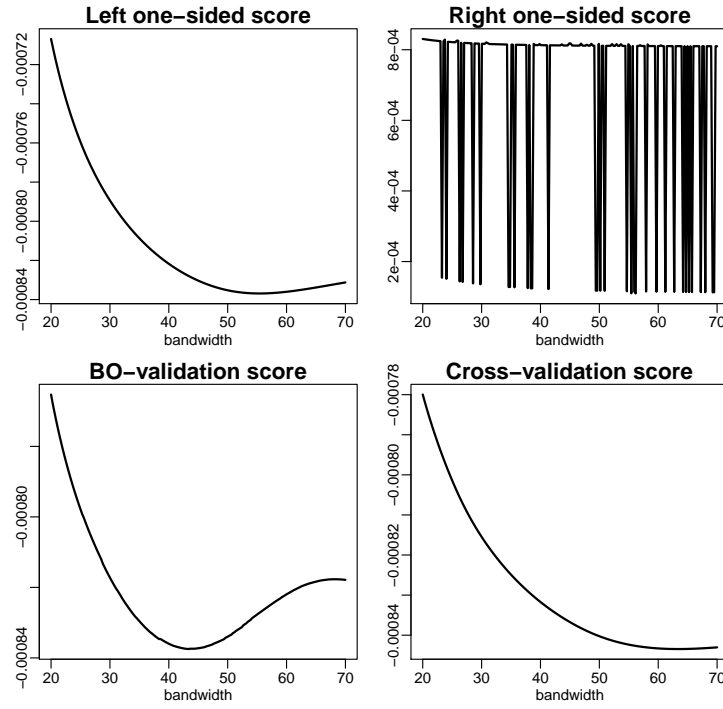 Left one−sided score
−0.00072
−0.00076
−0.00080
−0.00084
20 30 40 50 60 70
bandwidth
Right one−sided score
8e−04
6e−04
4e−04
2e−04
20 30 40 50 60 70
bandwidth
BO−validation score
−0.00080
−0.00084
20 30 40 50 60 70
bandwidth
Cross−validation score
−0.00078
−0.00080
−0.00082
−0.00084
20 30 40 50 60 70
bandwidth